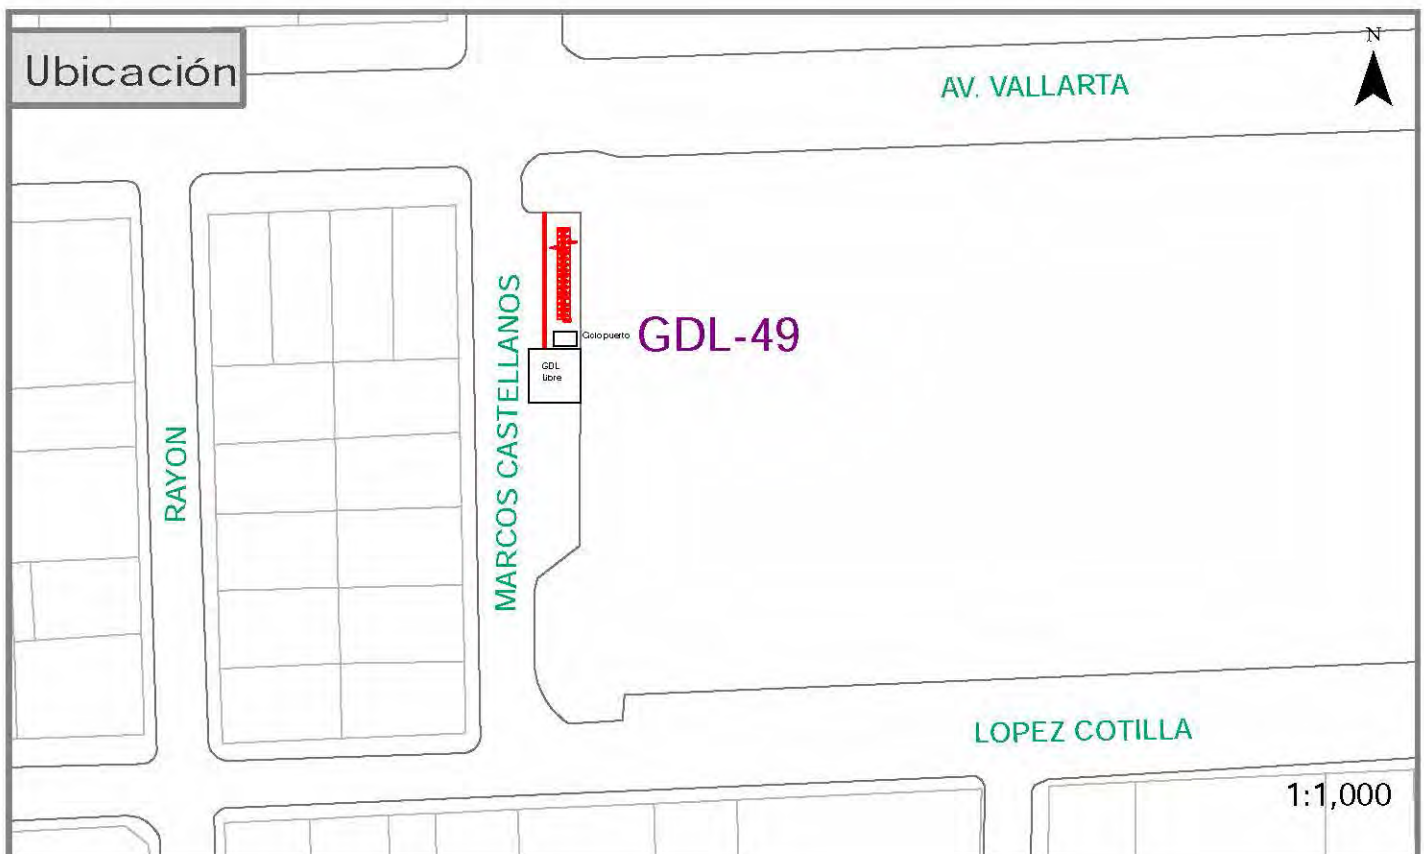 Ubicación
N
AV. VALLARTA
MARCOS CASTELLANOS
Ciclopuerto
GDL-49
GDL
libre
RAYON
LOPEZ COTILLA
1:1,000